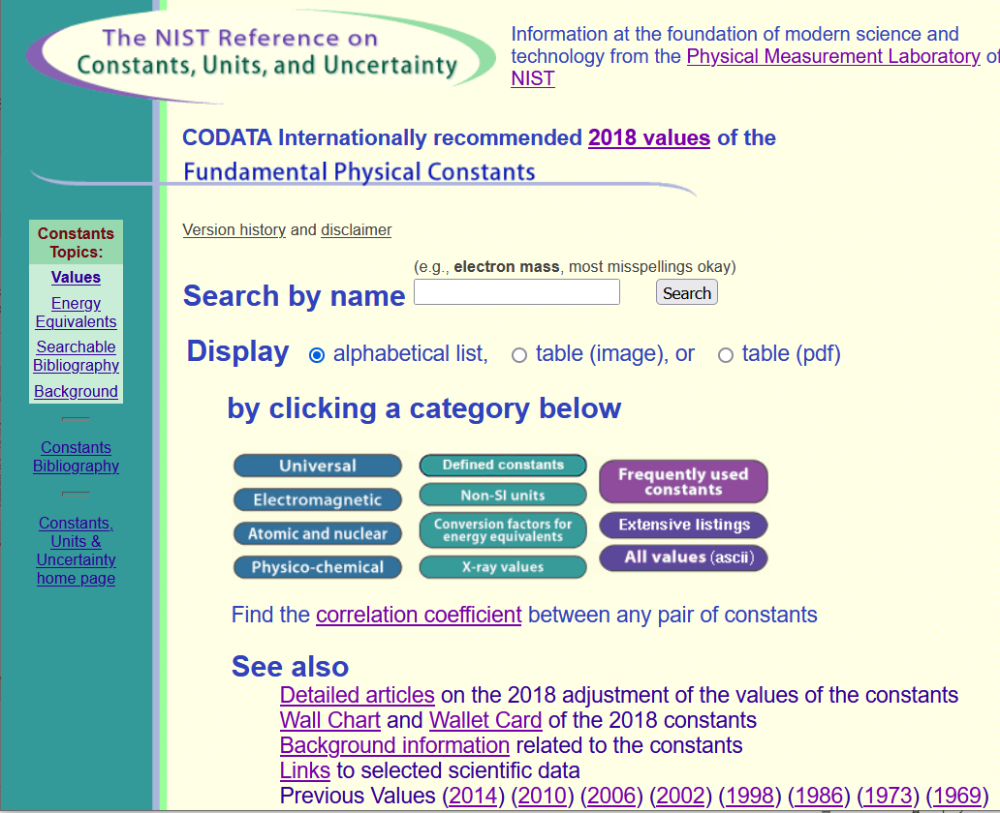 The NIST Reference on
Constants, Units, and Uncertainty
Information at the foundation of modern science and
technology from the Physical Measurement Laboratory of
NIST
CODATA Internationally recommended 2018 values of the
Fundamental Physical Constants
Constants
Topics:
Values
Energy
Equivalents
Searchable
Bibliography
Background
Constants
Bibliography
Constants,
Units &
Uncertainty
home page
Version history and disclaimer
(e.g., electron mass, most misspellings okay)
Search by name
Search
Display alphabetical list, table (image), or table (pdf)
by clicking a category below
Universal
Electromagnetic
Atomic and nuclear
Physico-chemical
Defined constants
Non-SI units
Conversion factors for
energy equivalents
X-ray values
Frequently used
constants
Extensive listings
All values (ascii)
Find the correlation coefficient between any pair of constants
See also
Detailed articles on the 2018 adjustment of the values of the constants
Wall Chart and Wallet Card of the 2018 constants
Background information related to the constants
Links to selected scientific data
Previous Values (2014) (2010) (2006) (2002) (1998) (1986) (1973) (1969)